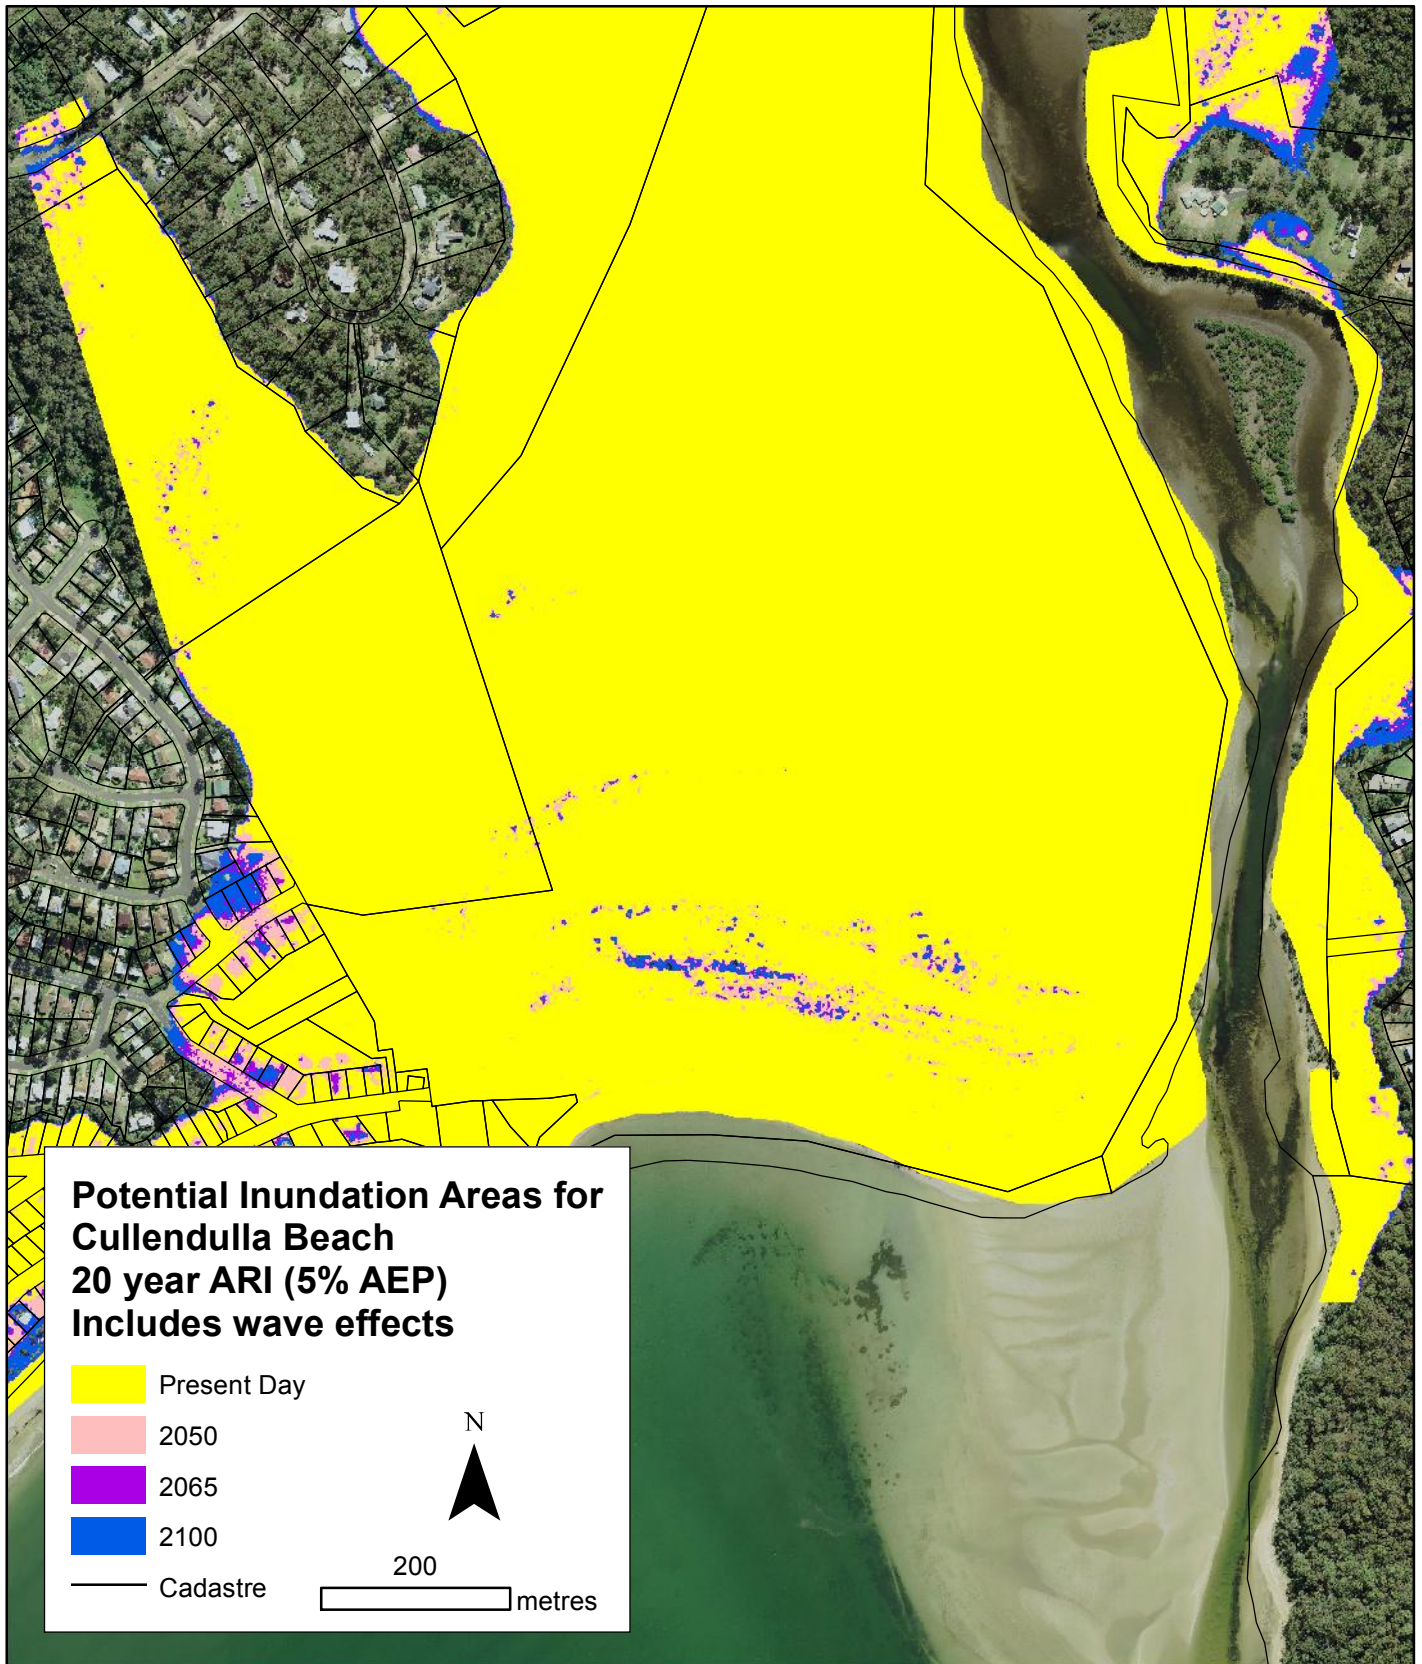 Potential Inundation Areas for
Cullendulla Beach
20 year ARI (5% AEP)
Includes wave effects
Present Day
2050
2065
2100
Cadastre
N
200
metres